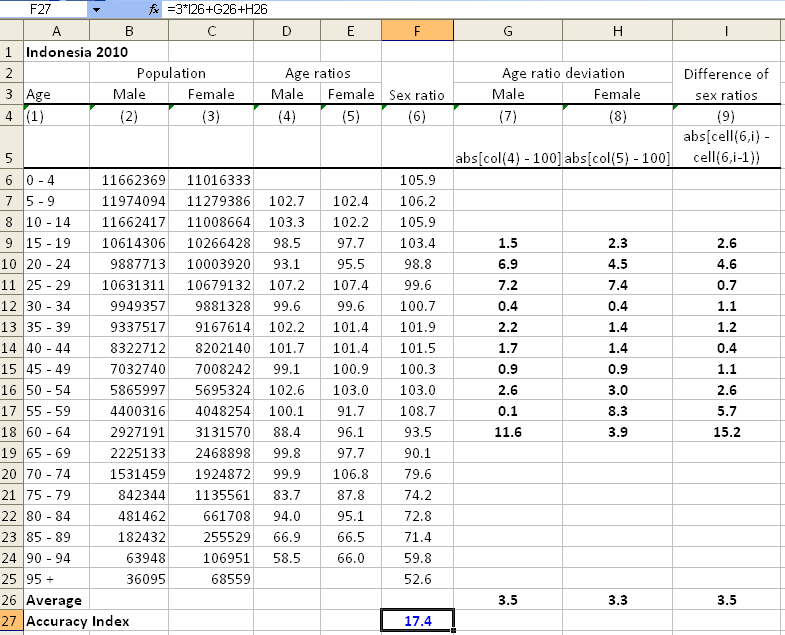 F27 fx =3*I26+G26+H26
A B C D E F G H I
1 Indonesia 2010
2 Population Age ratios Age ratio deviation Difference of
3 Age Male Female Male Female Sex ratio Male Female sex ratios
4 (1) (2) (3) (4) (5) (6) (7) (8) (9)
abs[cell(6,i) -
5 abs[col(4) - 100] abs[col(5) - 100] cell(6,i-1))
6 0 - 4 11662369 11016333 105.9
7 5 - 9 11974094 11279386 102.7 102.4 106.2
8 10 - 14 11662417 11008664 103.3 102.2 105.9
9 15 - 19 10614306 10266428 98.5 97.7 103.4 1.5 2.3 2.6
10 20 - 24 9887713 10003920 93.1 95.5 98.8 6.9 4.5 4.6
11 25 - 29 10631311 10679132 107.2 107.4 99.6 7.2 7.4 0.7
12 30 - 34 9949357 9881328 99.6 99.6 100.7 0.4 0.4 1.1
13 35 - 39 9337517 9167614 102.2 101.4 101.9 2.2 1.4 1.2
14 40 - 44 8322712 8202140 101.7 101.4 101.5 1.7 1.4 0.4
15 45 - 49 7032740 7008242 99.1 100.9 100.3 0.9 0.9 1.1
16 50 - 54 5865997 5695324 102.6 103.0 103.0 2.6 3.0 2.6
17 55 - 59 4400316 4048254 100.1 91.7 108.7 0.1 8.3 5.7
18 60 - 64 2927191 3131570 88.4 96.1 93.5 11.6 3.9 15.2
19 65 - 69 2225133 2468898 99.8 97.7 90.1
20 70 - 74 1531459 1924872 99.9 106.8 79.6
21 75 - 79 842344 1135561 83.7 87.8 74.2
22 80 - 84 481462 661708 94.0 95.1 72.8
23 85 - 89 182432 255529 66.9 66.5 71.4
24 90 - 94 63948 106951 58.5 66.0 59.8
25 95 + 36095 68559 52.6
26 Average 3.5 3.3 3.5
27 Accuracy Index 17.4